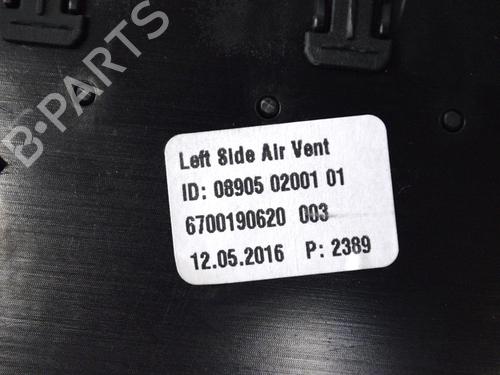 B-PARTS
Left Side Air Vent
ID: 08905 02001 01
6700190620 003
12.05.2016 P: 2389